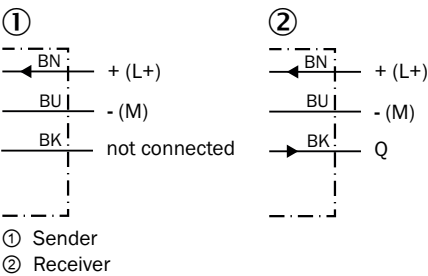 ① ②
BN + (L+) BN + (L+)
BU - (M) BU - (M)
BK not connected BK Q
① Sender
② Receiver